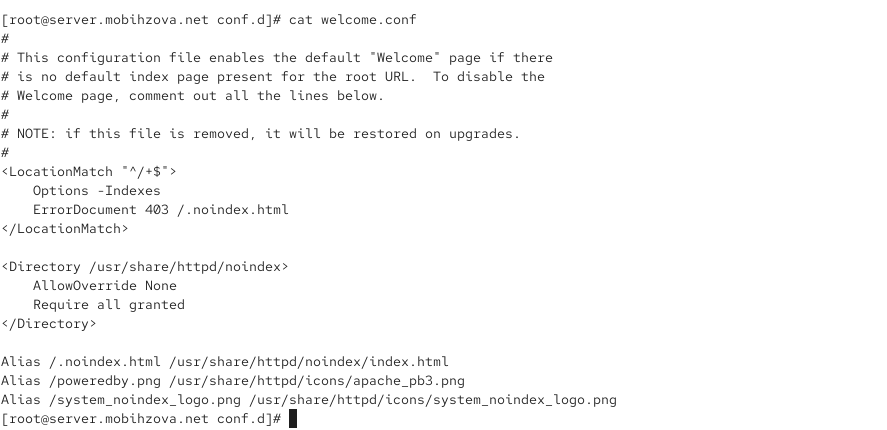 [root@server.mobihzova.net conf.d]# cat welcome.conf
#
# This configuration file enables the default "Welcome" page if there
# is no default index page present for the root URL.  To disable the
# Welcome page, comment out all the lines below.
#
# NOTE: if this file is removed, it will be restored on upgrades.
#
<LocationMatch "^/+$">
    Options -Indexes
    ErrorDocument 403 /.noindex.html
</LocationMatch>

<Directory /usr/share/httpd/noindex>
    AllowOverride None
    Require all granted
</Directory>

Alias /.noindex.html /usr/share/httpd/noindex/index.html
Alias /poweredby.png /usr/share/httpd/icons/apache_pb3.png
Alias /system_noindex_logo.png /usr/share/httpd/icons/system_noindex_logo.png
[root@server.mobihzova.net conf.d]#